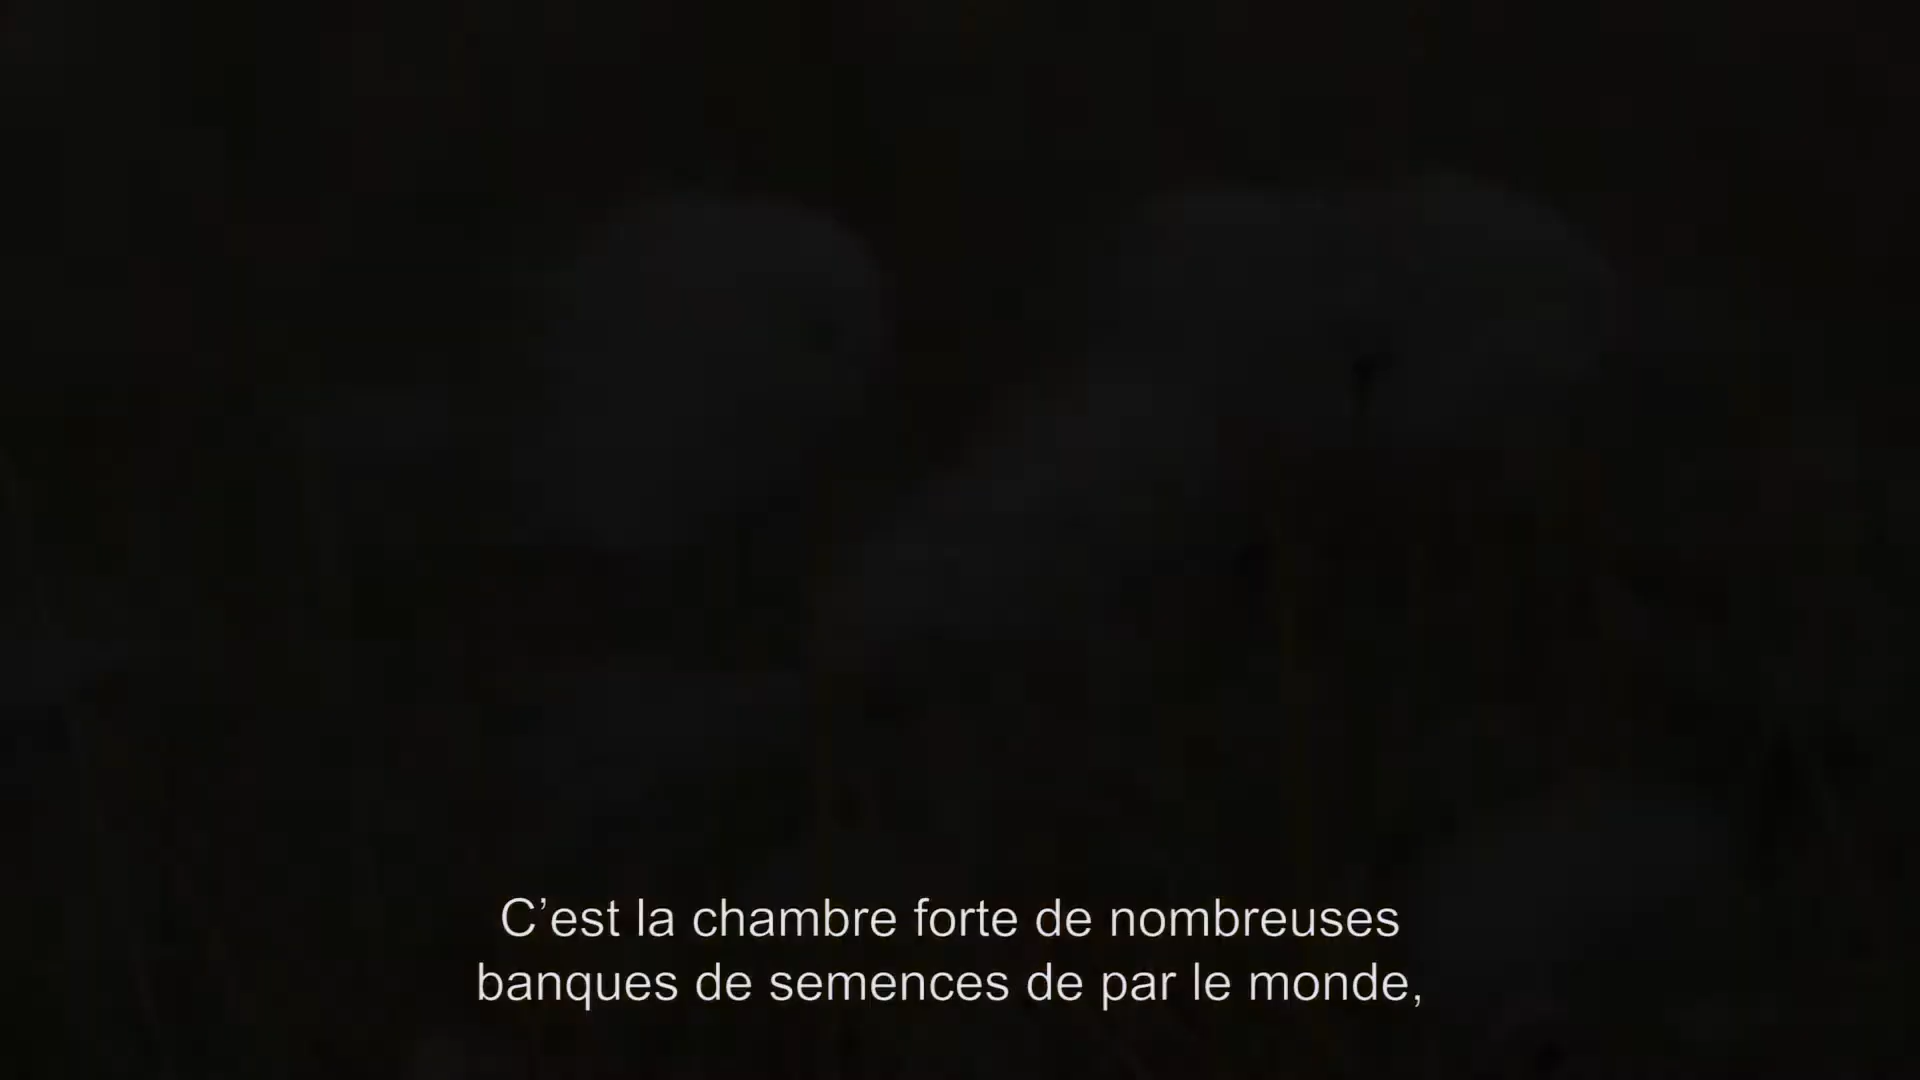 C’est la chambre forte de nombreuses
banques de semences de par le monde,